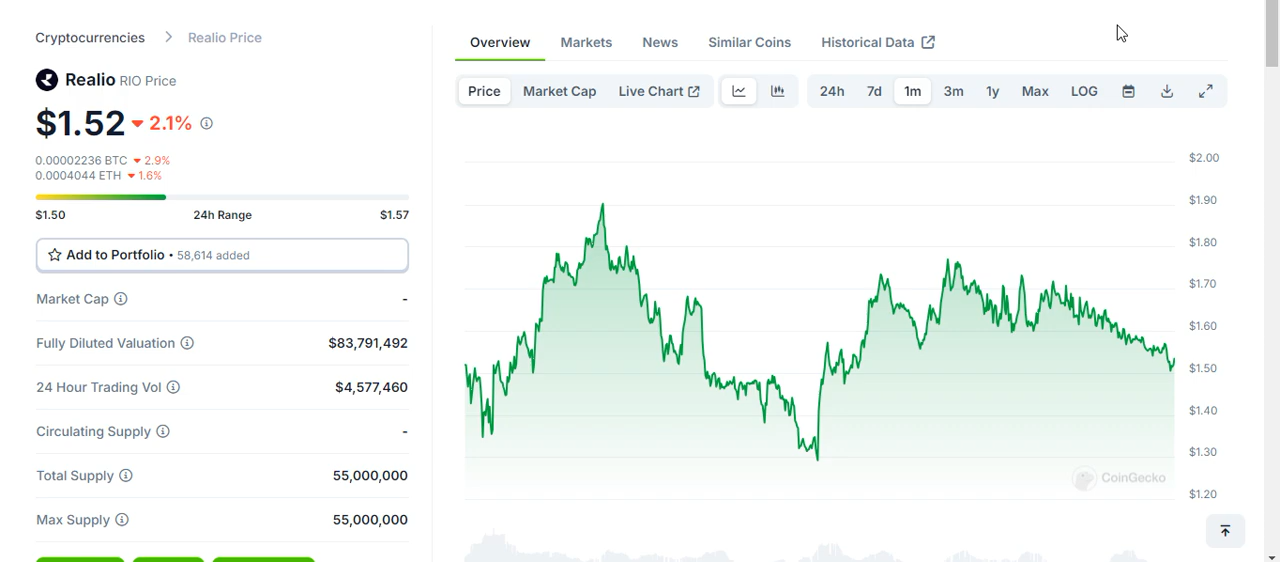 Cryptocurrencies > Realio Price
Realio RIO Price
$1.52 2.1%
0.00002236 BTC 2.9%
0.0004044 ETH 1.6%
$1.50 24h Range $1.57
Add to Portfolio • 58,614 added
Market Cap -
Fully Diluted Valuation $83,791,492
24 Hour Trading Vol $4,577,460
Circulating Supply -
Total Supply 55,000,000
Max Supply 55,000,000
Overview Markets News Similar Coins Historical Data
Price Market Cap Live Chart 24h 7d 1m 3m 1y Max LOG
$2.00
$1.90
$1.80
$1.70
$1.60
$1.50
$1.40
$1.30
CoinGecko
$1.20